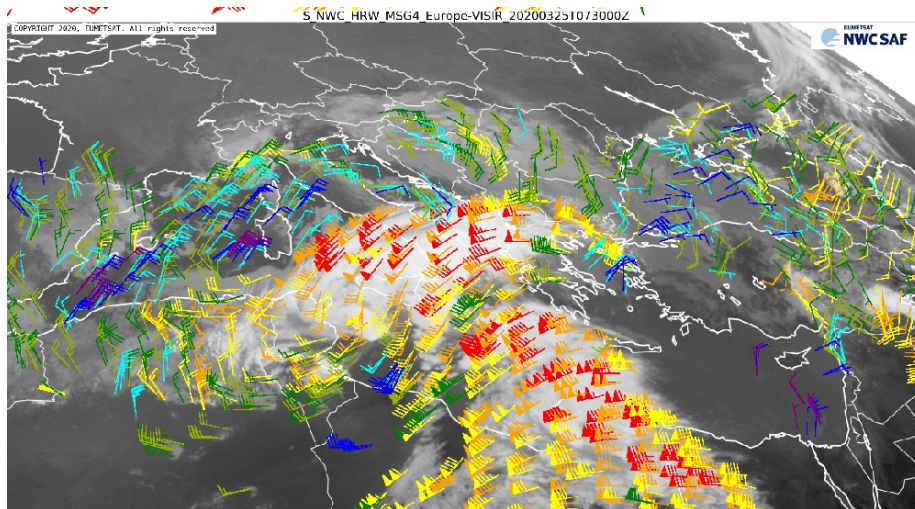 S_NWC_HRW_MSG4_Europe-VISIR_20200325T073000Z
COPYRIGHT 2020, EUMETSAT. All rights reserved
EUMETSAT
NWC SAF